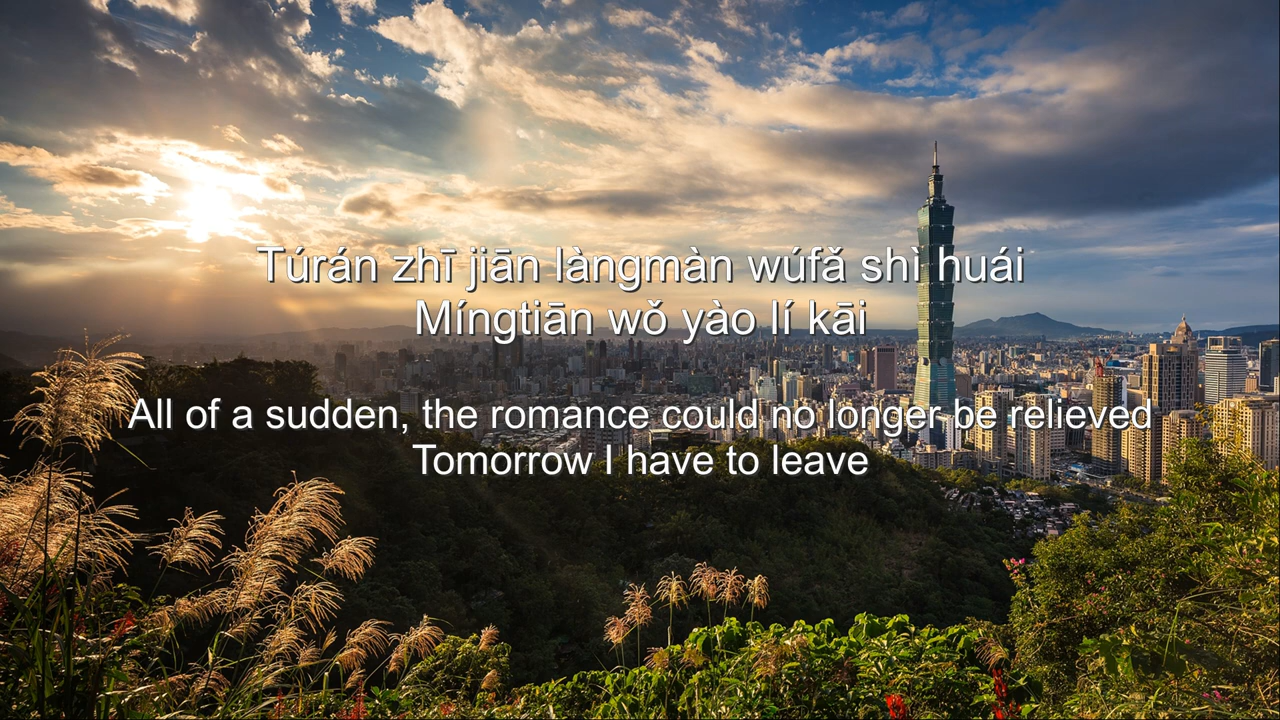 Túrán zhī jiān làngmàn wúfǎ shì huái
Míngtiān wǒ yào lí kāi
All of a sudden, the romance could no longer be relieved
Tomorrow I have to leave